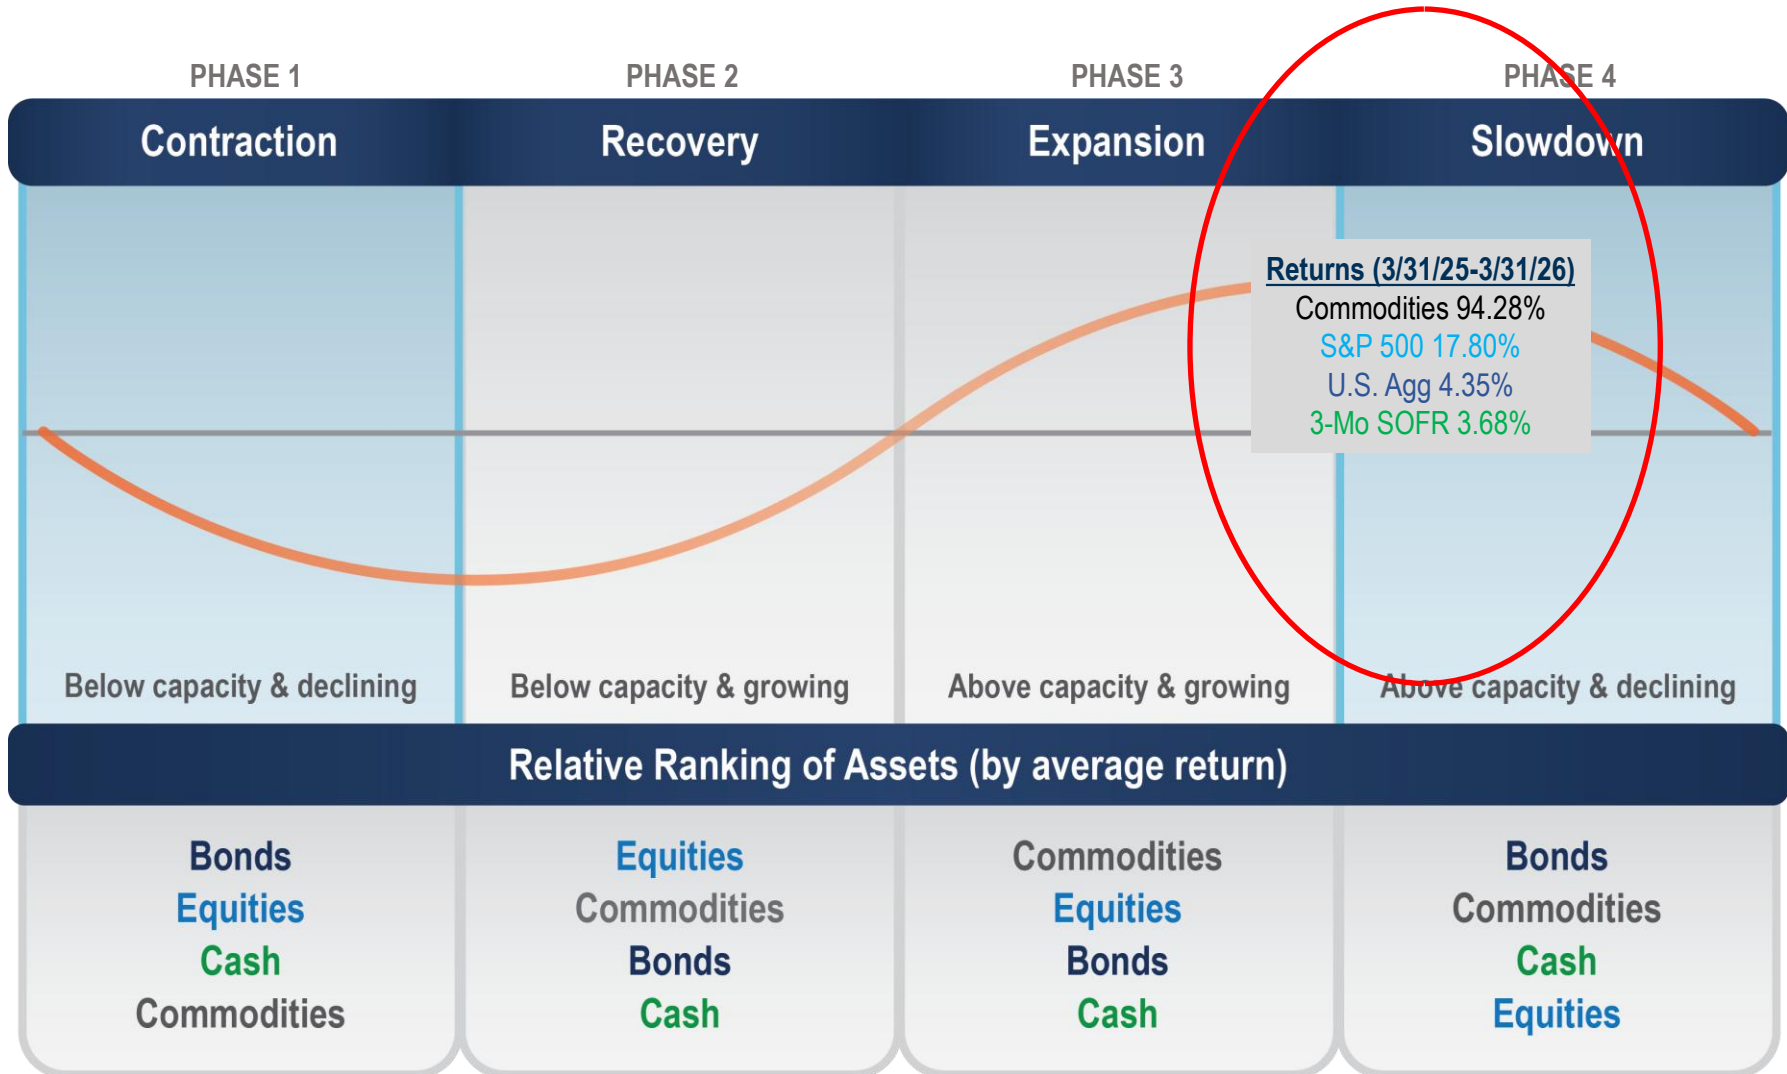 PHASE 1
PHASE 2
PHASE 3
PHASE 4
Contraction
Recovery
Expansion
Slowdown
Returns (3/31/25-3/31/26)
Commodities 94.28%
S&P 500 17.80%
U.S. Agg 4.35%
3-Mo SOFR 3.68%
Below capacity & declining
Below capacity & growing
Above capacity & growing
Above capacity & declining
Relative Ranking of Assets (by average return)
Bonds
Equities
Cash
Commodities
Equities
Commodities
Bonds
Cash
Commodities
Equities
Bonds
Cash
Bonds
Commodities
Cash
Equities